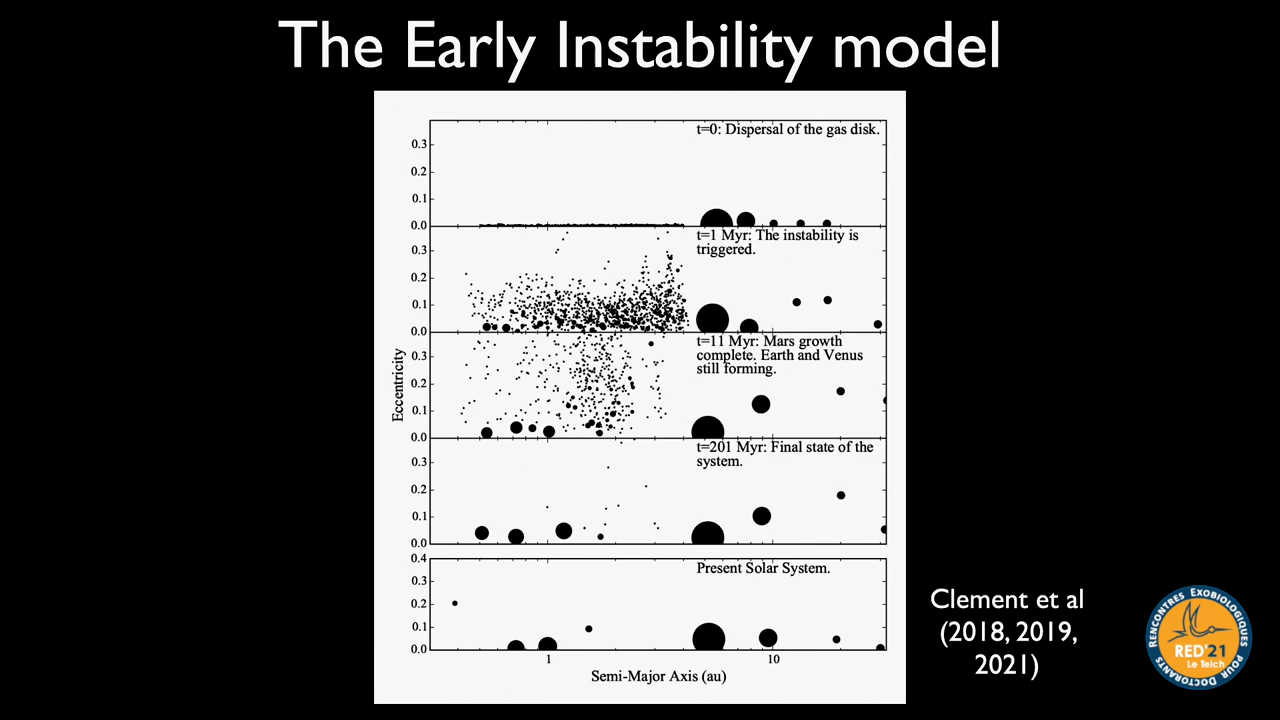 The Early Instability model
t=0: Dispersal of the gas disk.
0.3
0.2
0.1
0.0
t=1 Myr: The instability is
triggered.
0.3
0.2
0.1
0.0
t=11 Myr: Mars growth
complete. Earth and Venus
still forming.
0.3
0.2
0.1
0.0
Eccentricity
t=201 Myr: Final state of the
system.
0.3
0.2
0.1
0.0
Present Solar System.
0.4
0.3
0.2
0.1
0.0
1 10
Semi-Major Axis (au)
Clement et al
(2018, 2019,
2021)
RENCONTRES EXOBIOLOGIQUES
POUR DOCTORANTS
RED'21
Le Teich